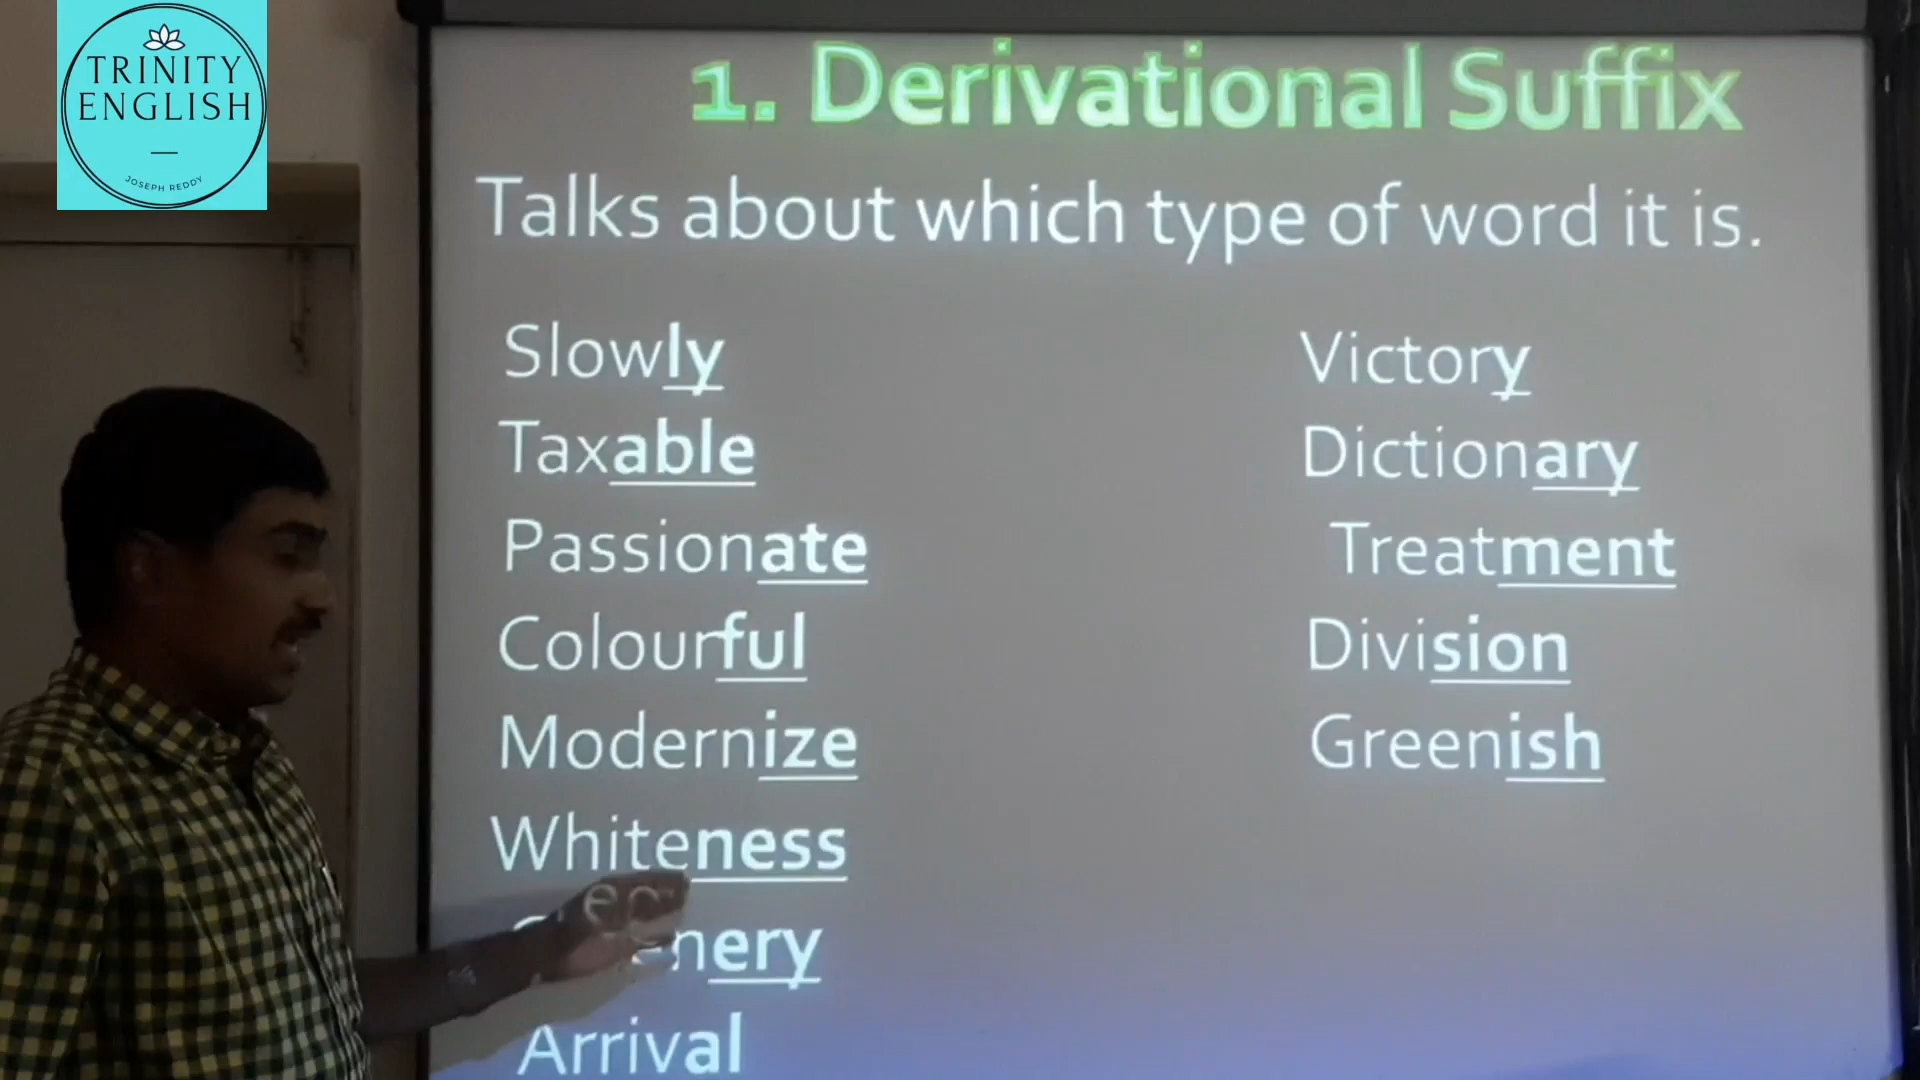 TRINITY
ENGLISH
JOSEPH REDDY
1. Derivational Suffix
Talks about which type of word it is.
Slowly
Taxable
Passionate
Colourful
Modernize
Whiteness
Arrival
Victory
Dictionary
Treatment
Division
Greenish